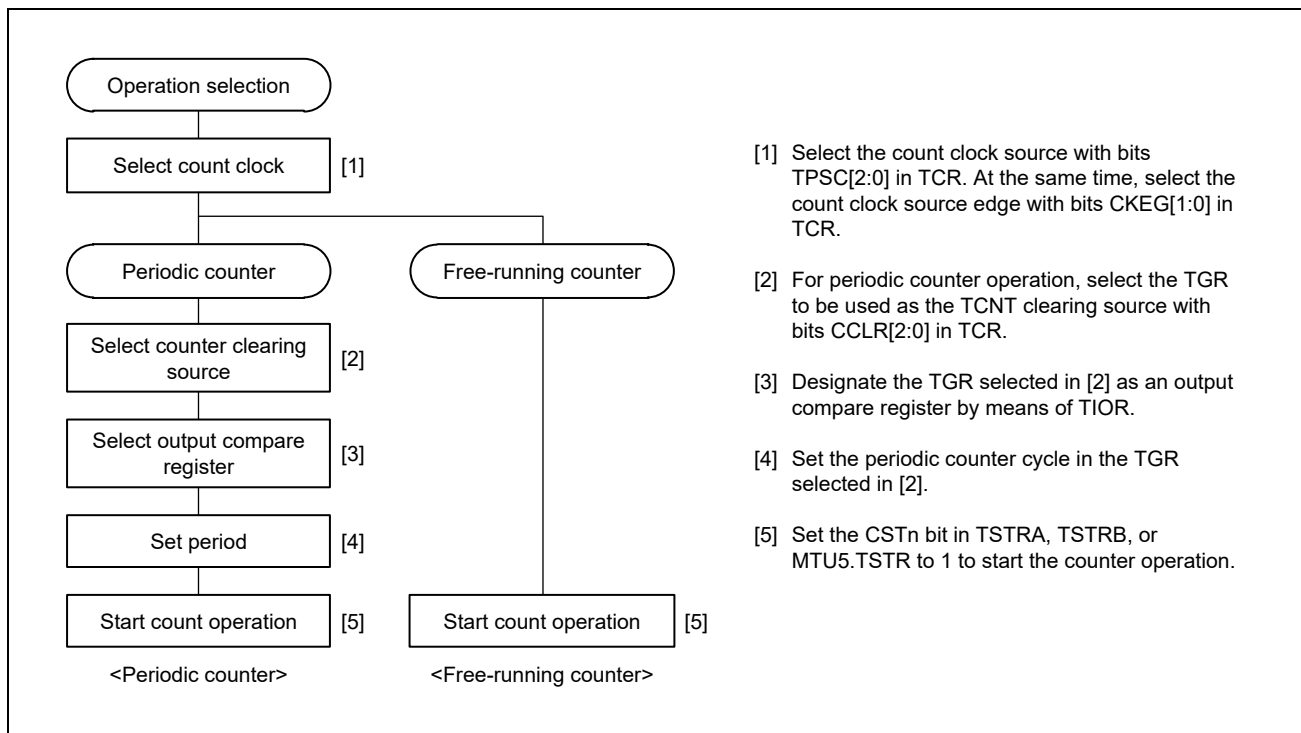 Operation selection
Select count clock
[1]
Periodic counter
Free-running counter
Select counter clearing
source
[2]
Select output compare
register
[3]
Set period
[4]
Start count operation
[5]
Start count operation
[5]
<Periodic counter>
<Free-running counter>
[1] Select the count clock source with bits
TPSC[2:0] in TCR. At the same time, select the
count clock source edge with bits CKEG[1:0] in
TCR.
[2] For periodic counter operation, select the TGR
to be used as the TCNT clearing source with
bits CCLR[2:0] in TCR.
[3] Designate the TGR selected in [2] as an output
compare register by means of TIOR.
[4] Set the periodic counter cycle in the TGR
selected in [2].
[5] Set the CSTn bit in TSTRA, TSTRB, or
MTU5.TSTR to 1 to start the counter operation.